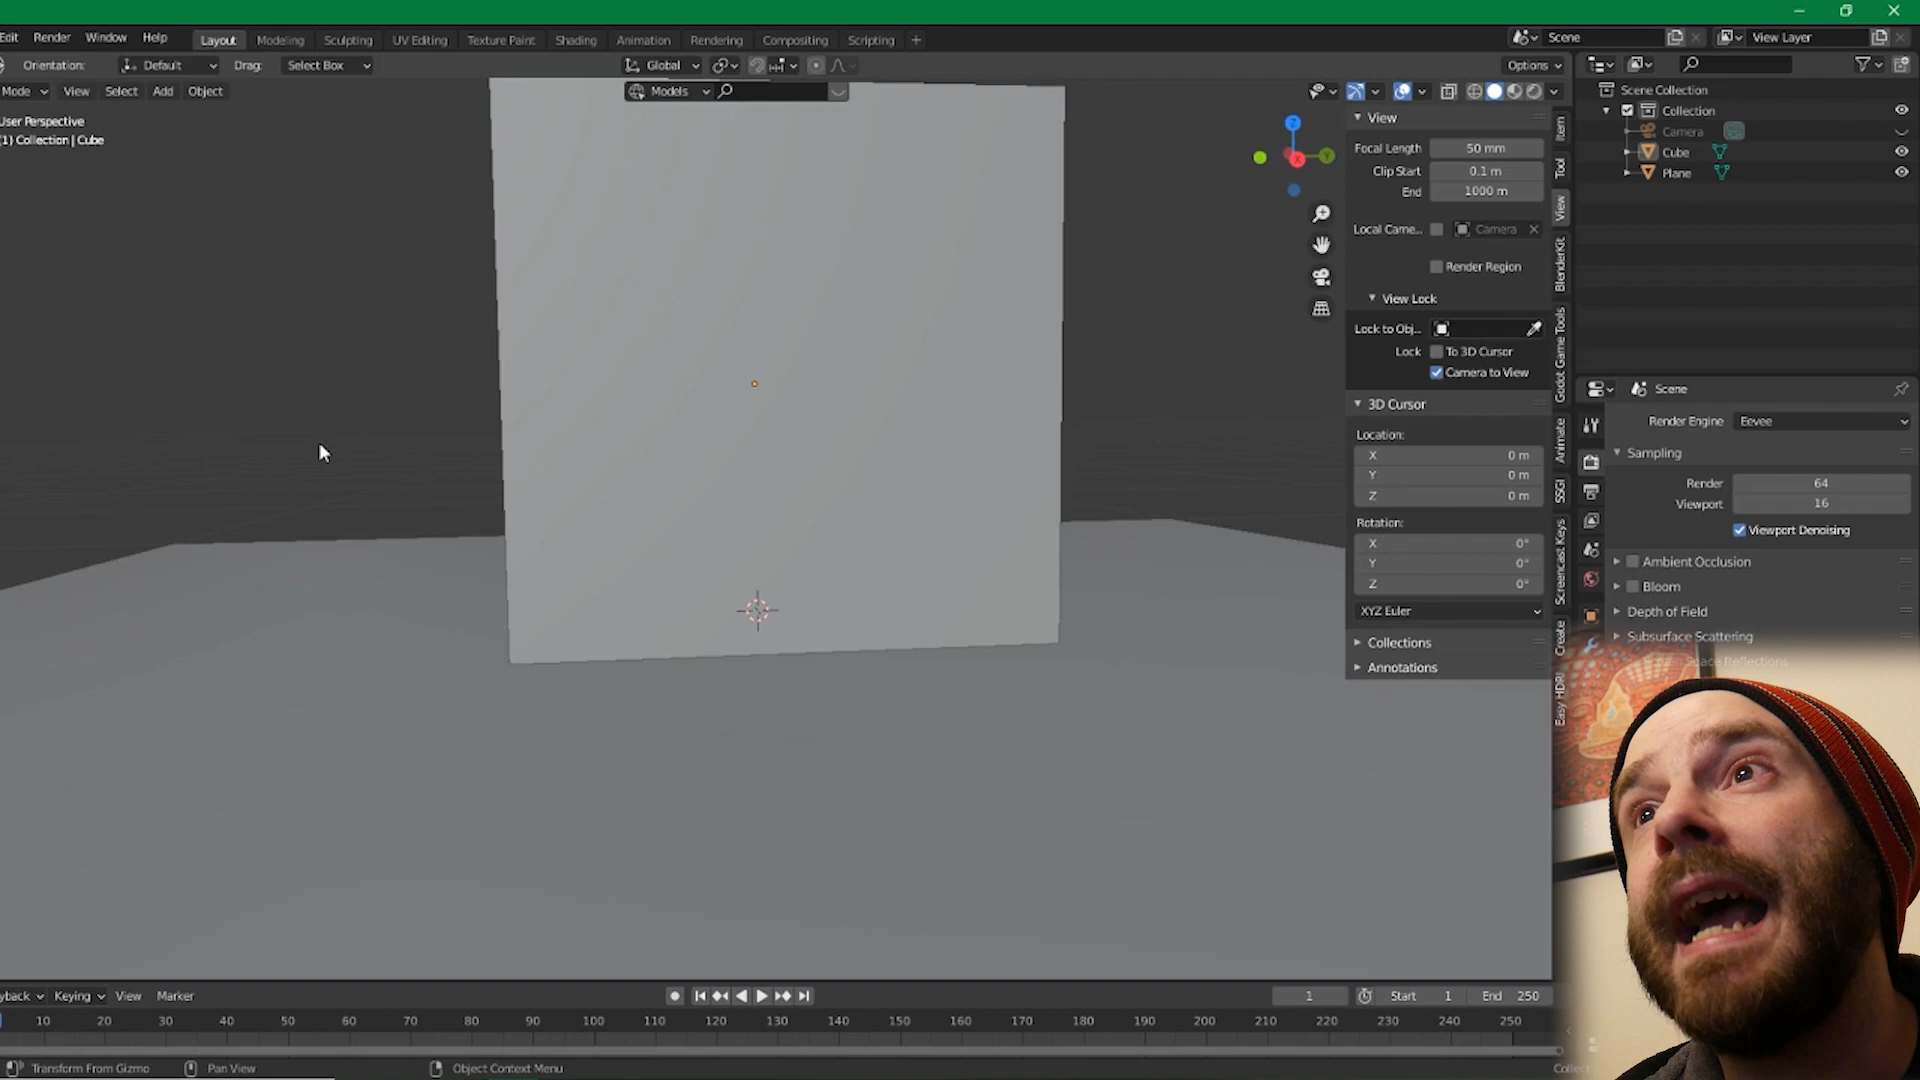 Edit Render Window Help Layout Modeling Sculpting UV Editing Texture Paint Shading Animation Rendering Compositing Scripting + Scene View Layer
Orientation: Default Drag: Select Box Global Options
Mode View Select Add Object Models
User Perspective
(1) Collection | Cube
View
Focal Length 50 mm
Clip Start 0.1 m
End 1000 m
Local Came.. Camera
Render Region
View Lock
Lock to Obj..
Lock To 3D Cursor
Camera to View
3D Cursor
Location:
X 0 m
Y 0 m
Z 0 m
Rotation:
X 0°
Y 0°
Z 0°
XYZ Euler
Collections
Annotations
Z
X
Y
Item
Tool
View
BlenderKit
Godot Game Tools
Animate
SSGI
Screencast Keys
Create
Easy HDRI
Scene Collection
Collection
Camera
Cube
Plane
Scene
Render Engine Eevee
Sampling
Render 64
Viewport 16
Viewport Denoising
Ambient Occlusion
Bloom
Depth of Field
Subsurface Scattering
Screen Space Reflections
yback Keying View Marker 1 Start 1 End 250
10 20 30 40 50 60 70 80 90 100 110 120 130 140 150 160 170 180 190 200 210 220 230 240 250
Transform From Gizmo Pan View Object Context Menu